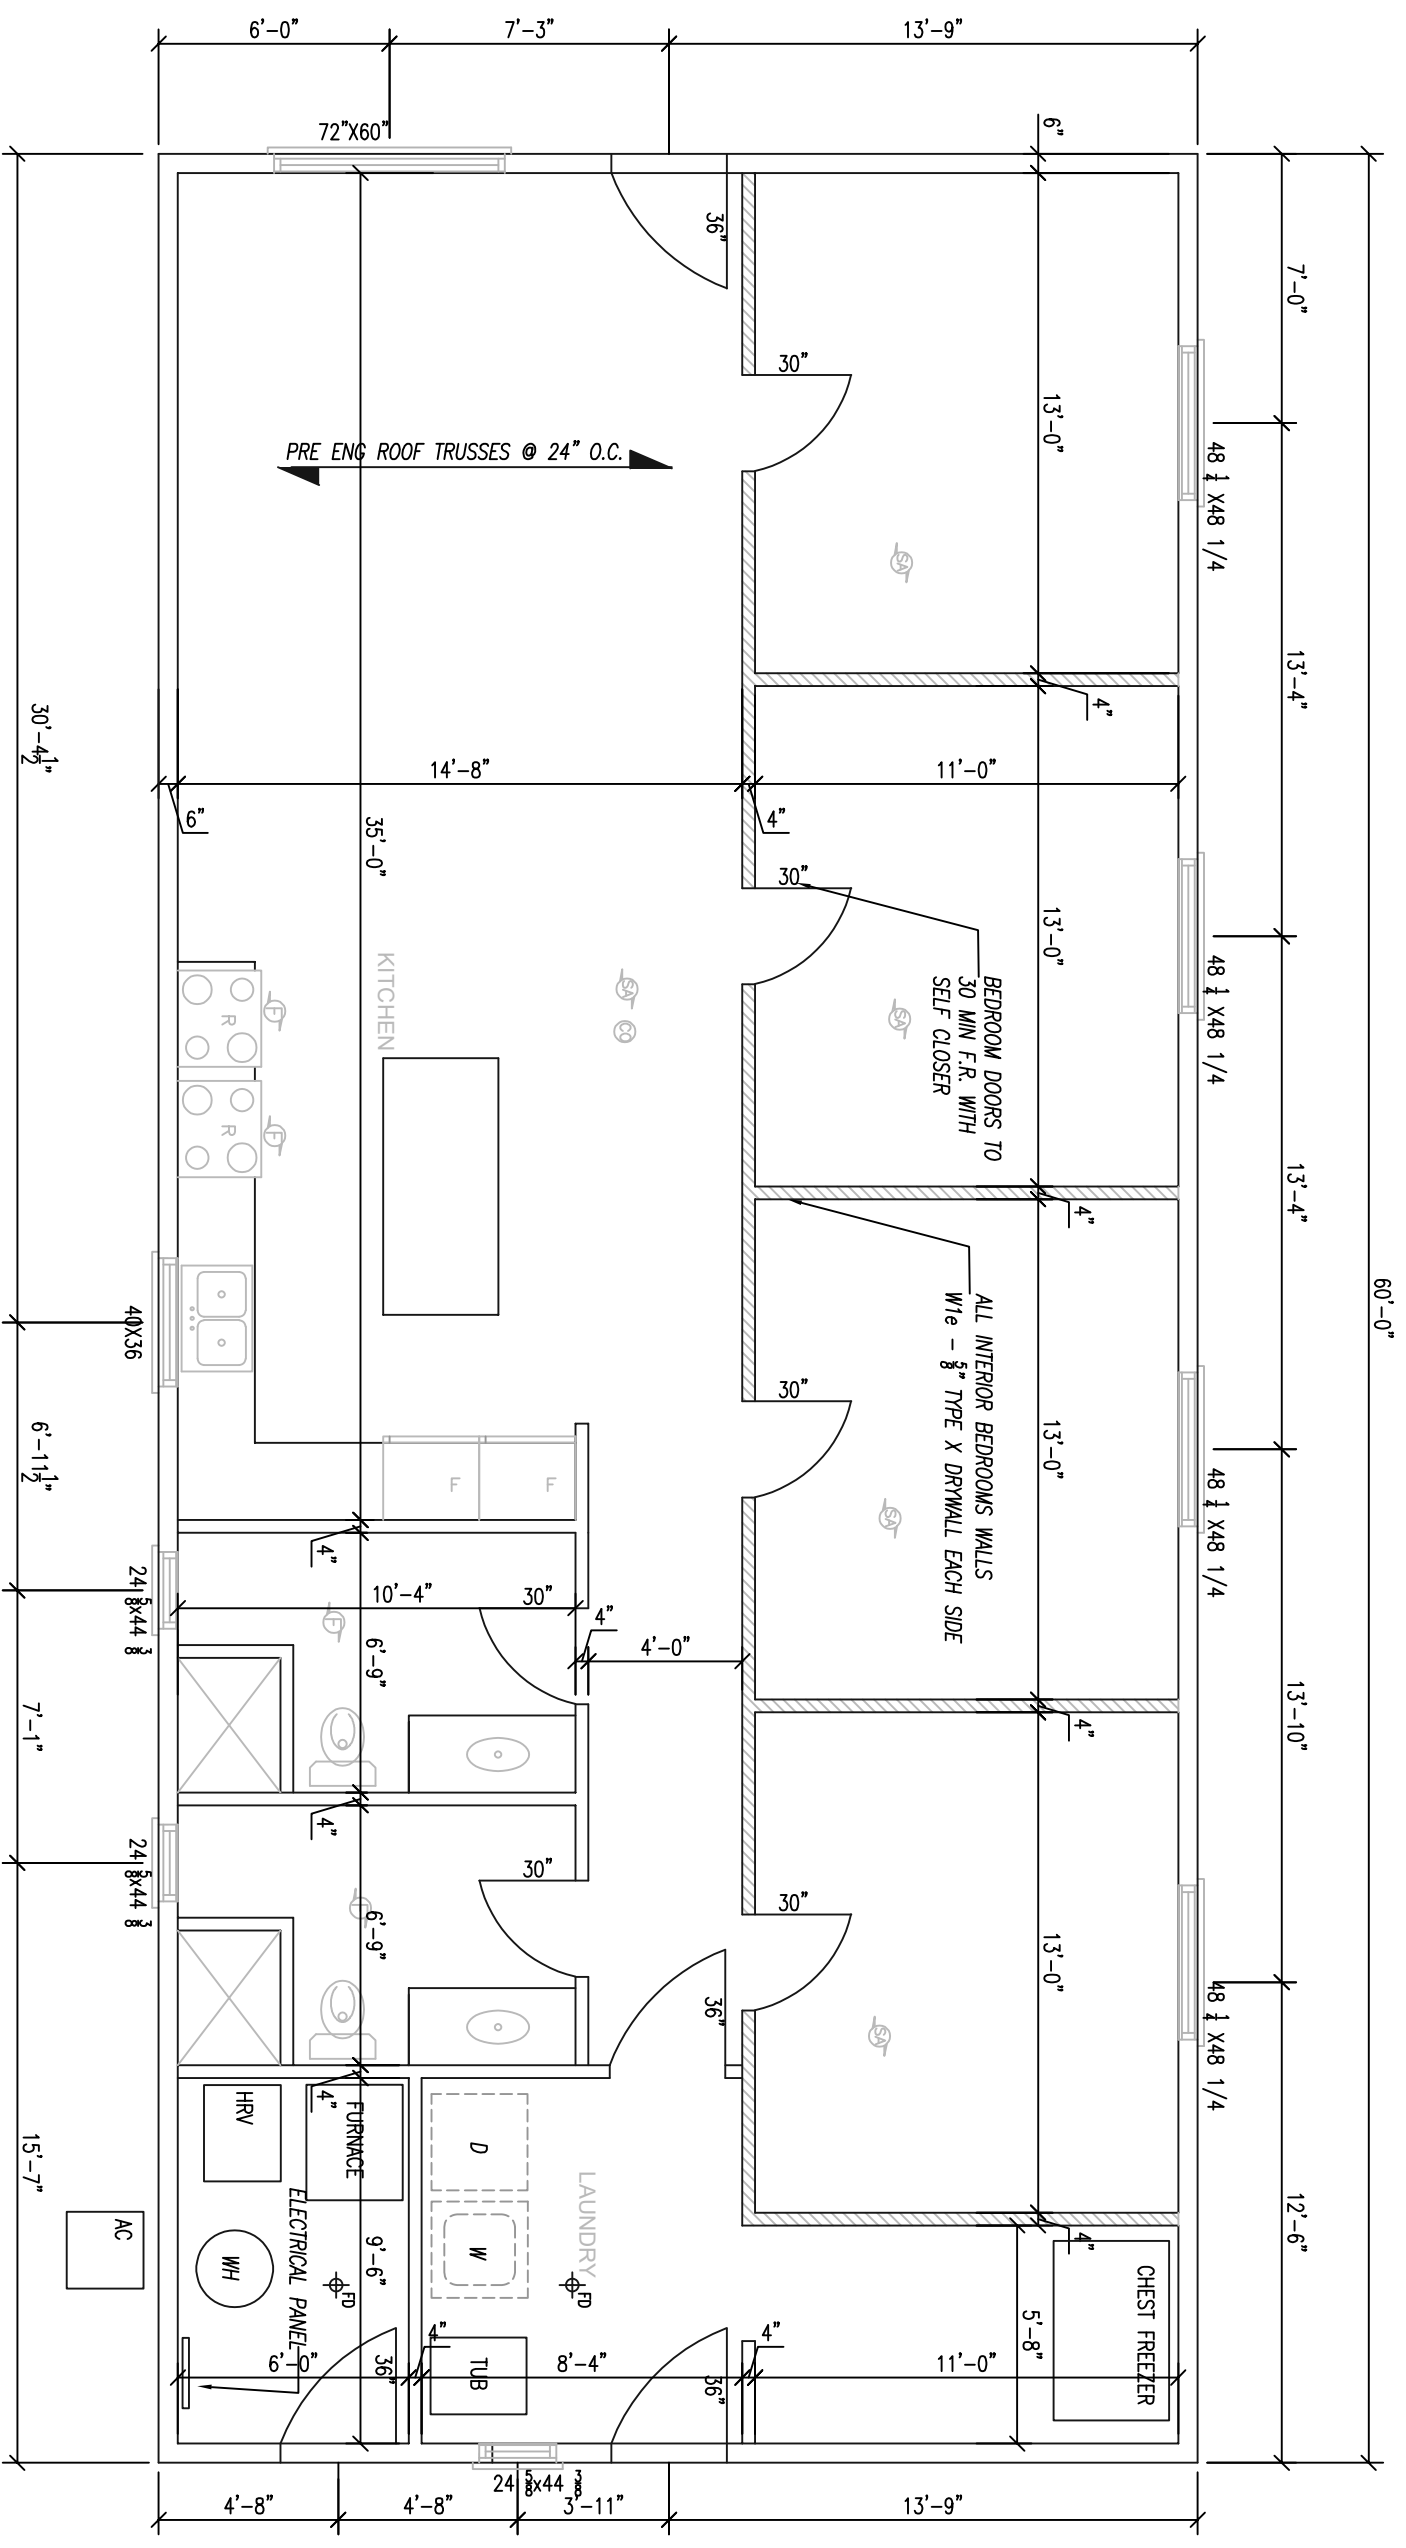 6'-0"
7'-3"
13'-9"
72"X60"
6"
36"
7'-0"
30"
13'-0"
PRE ENG ROOF TRUSSES @ 24" O.C.
48 1/4 X48 1/4
SA
13'-4"
4"
30'-4 1/2"
14'-8"
11'-0"
6"
4"
35'-0"
30"
13'-0"
48 1/4 X48 1/4
KITCHEN
SA
CO
SA
BEDROOM DOORS TO
30 MIN F.R. WITH
SELF CLOSER
R
F
R
F
13'-4"
4"
60'-0"
40X36
ALL INTERIOR BEDROOMS WALLS
W1e - 5/8" TYPE X DRYWALL EACH SIDE
30"
13'-0"
48 1/4 X48 1/4
6'-11 1/2"
F
F
SA
4"
24 5/8x44 3/8
10'-4"
30"
F
4"
4'-0"
6'-9"
13'-10"
7'-1"
4"
4"
24 5/8x44 3/8
30"
30"
F
6'-9"
13'-0"
36"
48 1/4 X48 1/4
SA
4"
HRV
FURNACE
D
LAUNDRY
15'-7"
AC
ELECTRICAL PANEL
WH
9'-6"
FD
W
FD
4"
12'-6"
CHEST FREEZER
5'-8"
6'-0"
36"
4"
TUB
8'-4"
36"
4"
11'-0"
24 5/8x44 3/8
4'-8"
4'-8"
3'-11"
13'-9"